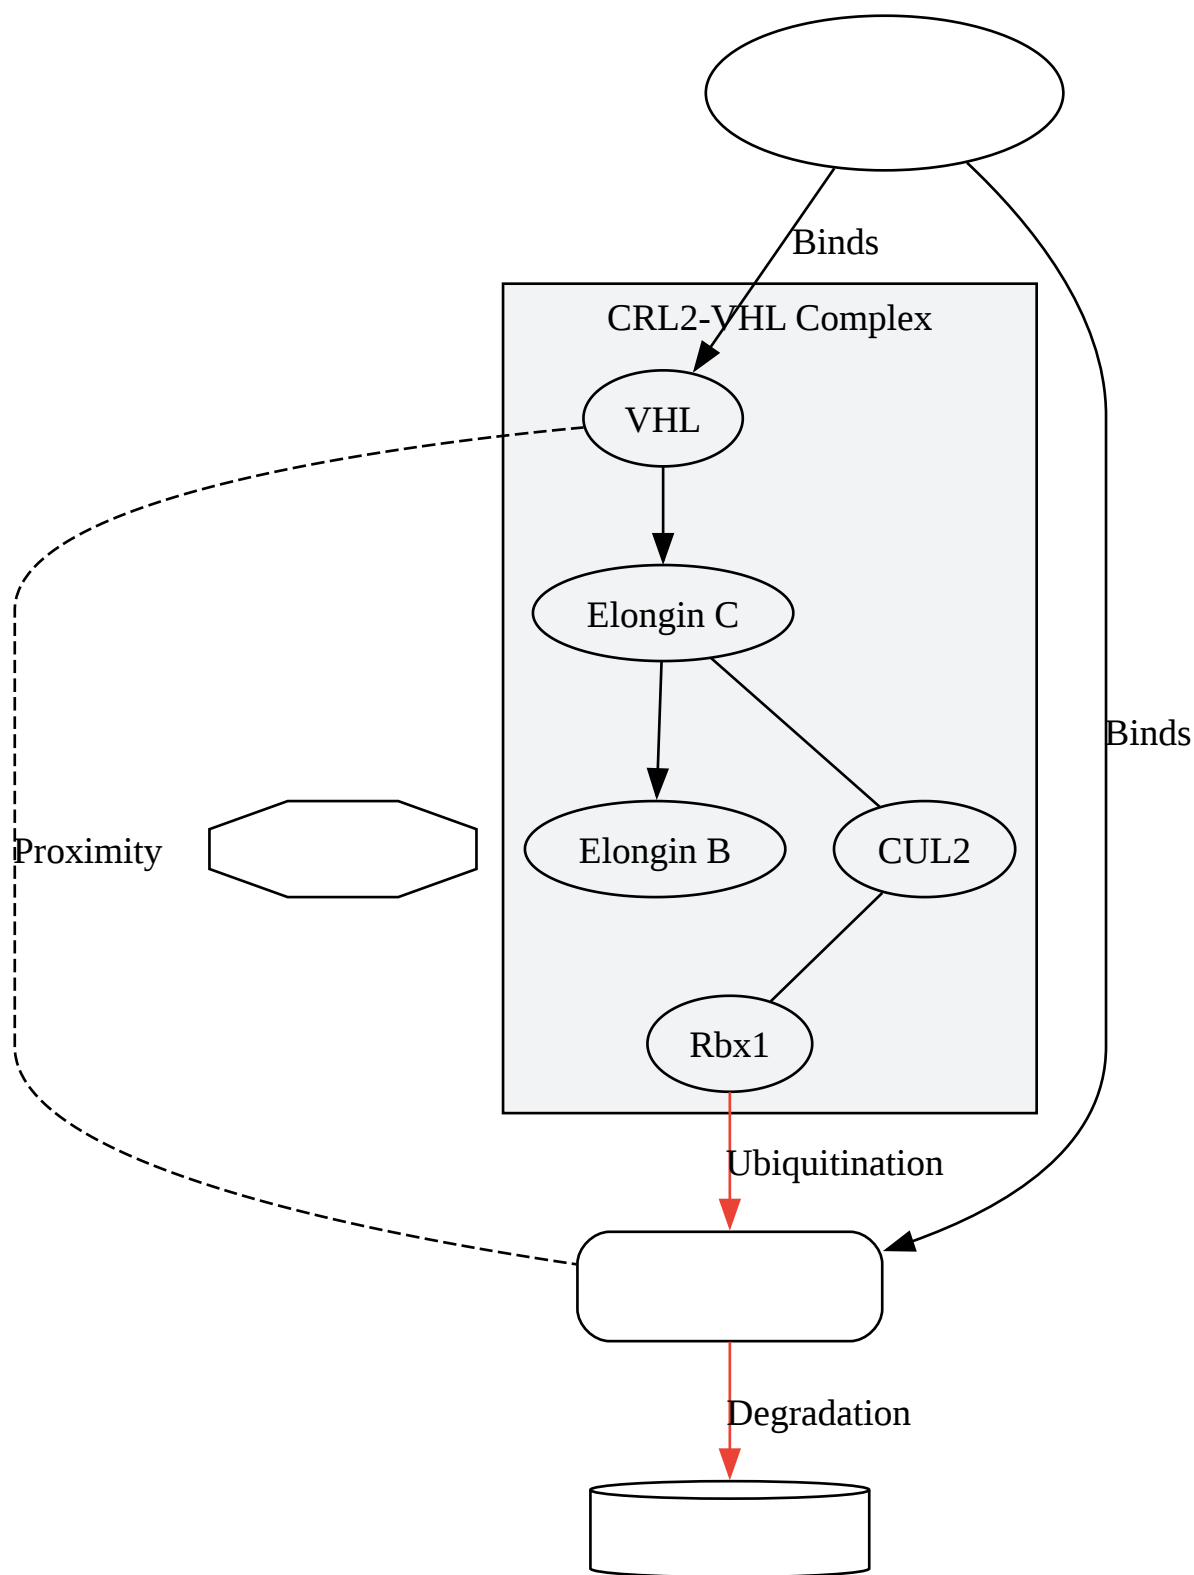 Binds
CRL2-VHL Complex
VHL
Elongin C
Binds
Proximity
Elongin B
CUL2
Rbx1
Ubiquitination
Degradation